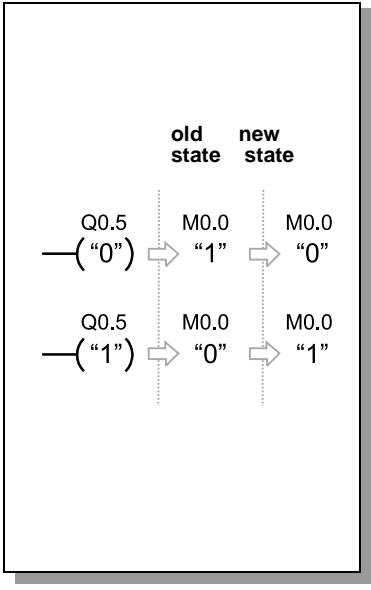 old new
state state
Q0.5 M0.0 M0.0
(“0”) “1” “0”
Q0.5 M0.0 M0.0
(“1”) “0” “1”